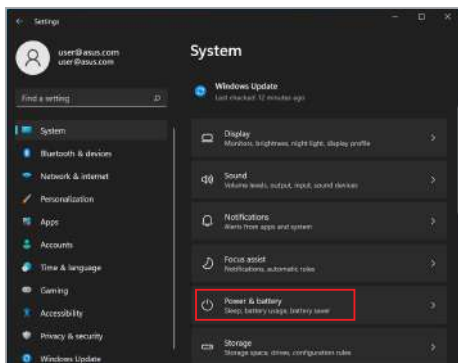 Settings
user@asus.com
user@asus.com
Find a setting
System
Bluetooth & devices
Network & internet
Personalization
Apps
Accounts
Time & language
Gaming
Accessibility
Privacy & security
Windows Update
System
Windows Update
Last checked: 12 minutes ago
Display
Monitors, brightness, night light, display profile
Sound
Volume levels, output, input, sound devices
Notifications
Alerts from apps and system
Focus assist
Notifications, automatic rules
Power & battery
Sleep, battery usage, battery saver
Storage
Storage space, drives, configuration rules